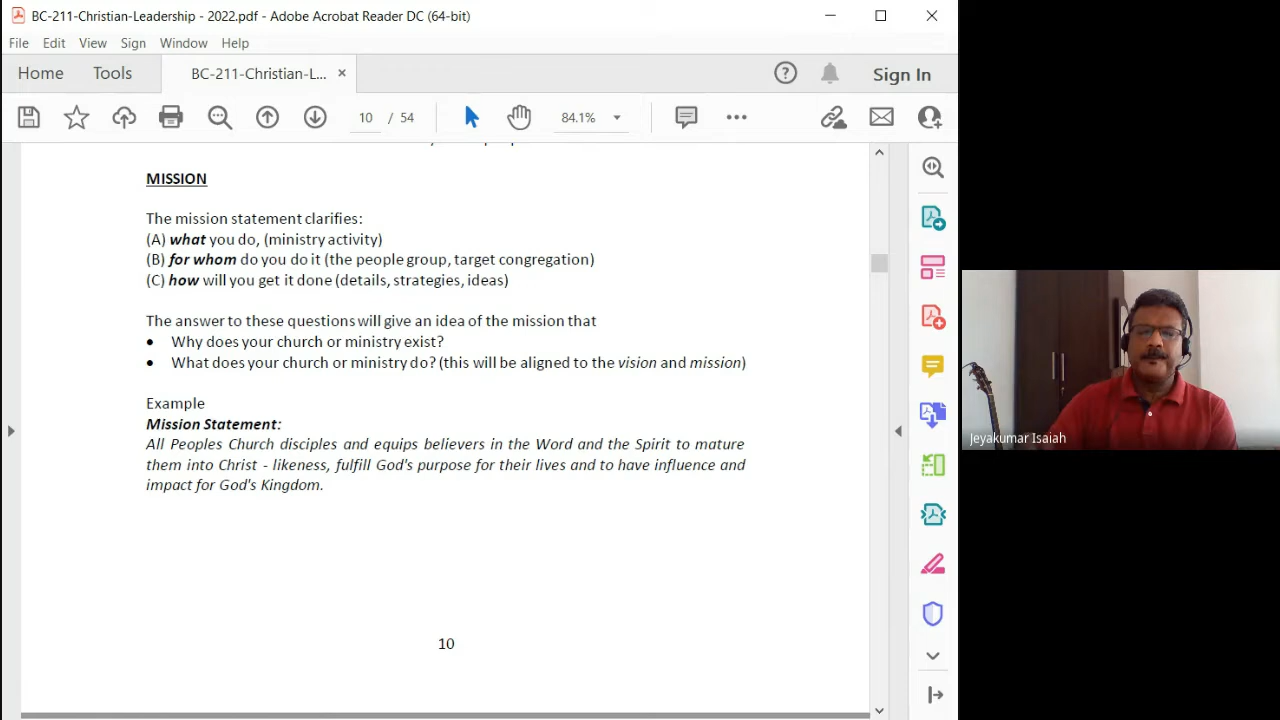 BC-211-Christian-Leadership - 2022.pdf - Adobe Acrobat Reader DC (64-bit)
File Edit View Sign Window Help
Home Tools BC-211-Christian-L... × Sign In
10 / 54 84.1%
MISSION
The mission statement clarifies:
(A) what you do, (ministry activity)
(B) for whom do you do it (the people group, target congregation)
(C) how will you get it done (details, strategies, ideas)
The answer to these questions will give an idea of the mission that
• Why does your church or ministry exist?
• What does your church or ministry do? (this will be aligned to the vision and mission)
Example
Mission Statement:
All Peoples Church disciples and equips believers in the Word and the Spirit to mature
them into Christ - likeness, fulfill God's purpose for their lives and to have influence and
impact for God's Kingdom.
10
Jeyakumar Isaiah